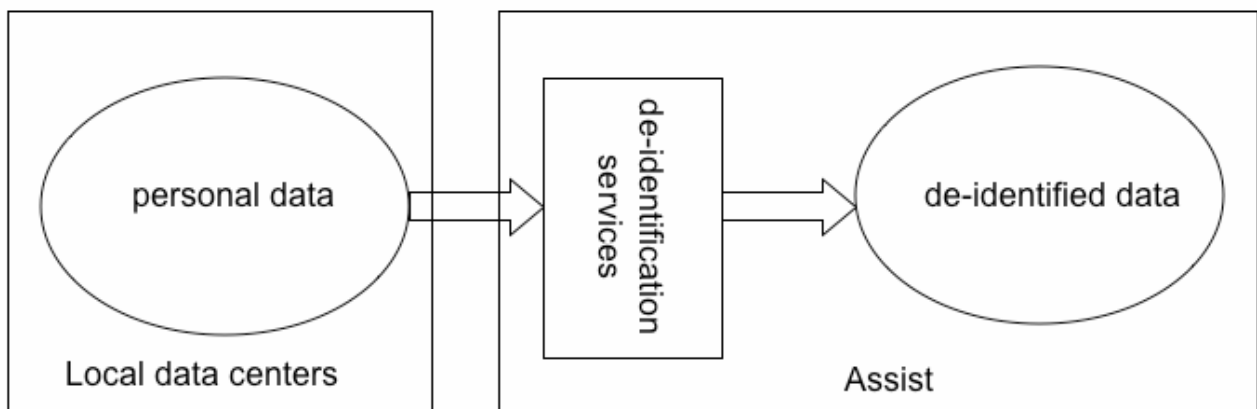 personal data
Local data centers
de-identification
services
de-identified data
Assist